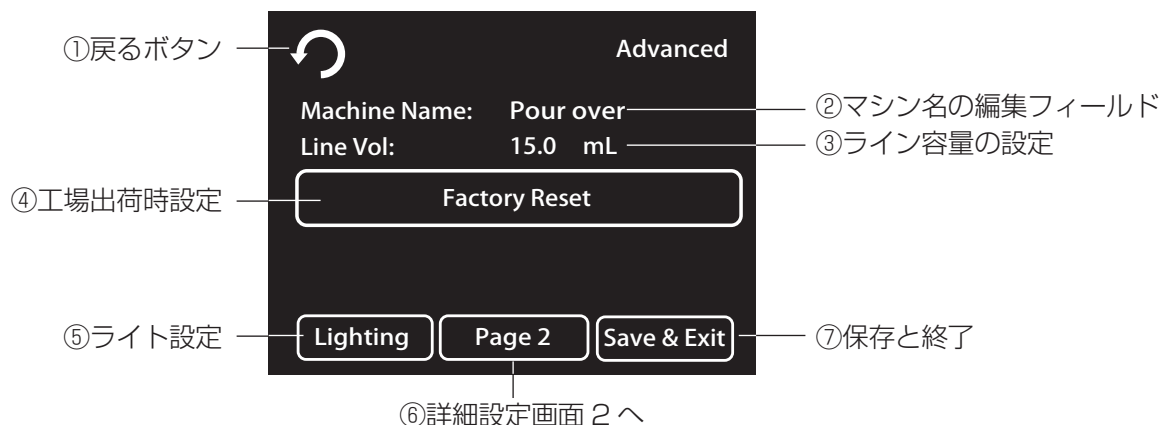 ①戻るボタン
Advanced
Machine Name: Pour over
②マシン名の編集フィールド
Line Vol: 15.0 mL
③ライン容量の設定
④工場出荷時設定
Factory Reset
⑤ライト設定
Lighting
Page 2
Save & Exit
⑦保存と終了
⑥詳細設定画面 2 へ